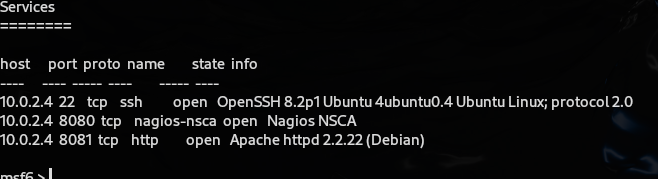 Services
========
host port proto name state info
---- ---- ----- ---- ----- ----
10.0.2.4 22 tcp ssh open OpenSSH 8.2p1 Ubuntu 4ubuntu0.4 Ubuntu Linux; protocol 2.0
10.0.2.4 8080 tcp nagios-nsca open Nagios NSCA
10.0.2.4 8081 tcp http open Apache httpd 2.2.22 (Debian)
msf6 >